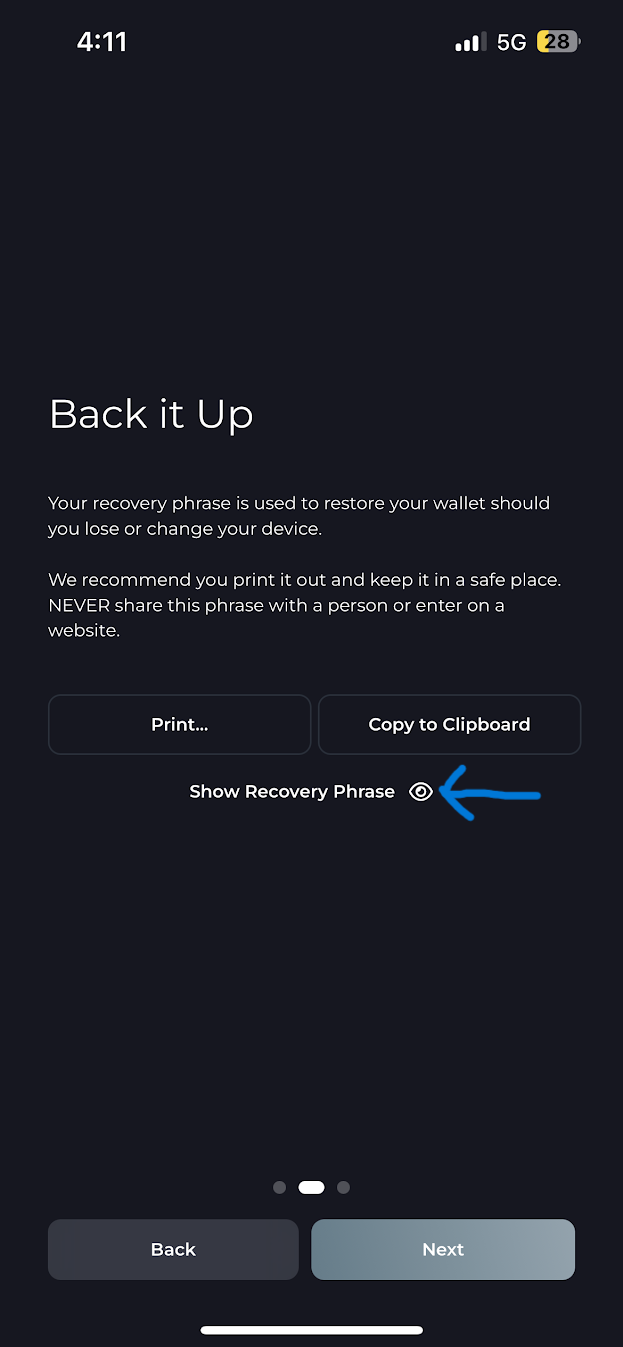 4:11 5G 28
Back it Up
Your recovery phrase is used to restore your wallet should
you lose or change your device.
We recommend you print it out and keep it in a safe place.
NEVER share this phrase with a person or enter on a
website.
Print... Copy to Clipboard
Show Recovery Phrase
Back Next